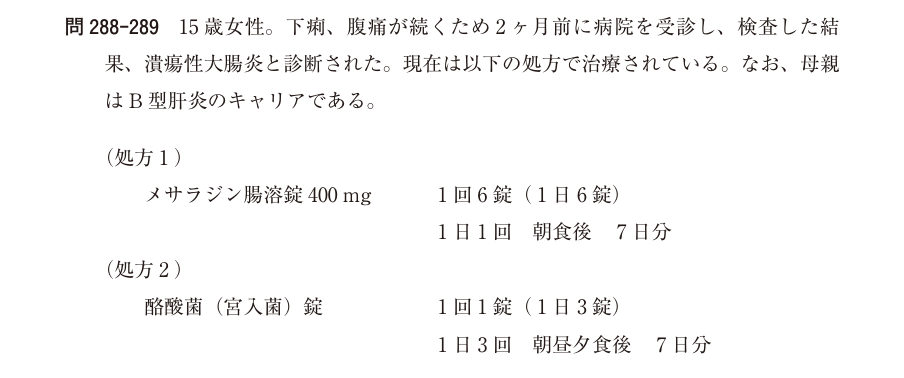 問 288-289　15 歳女性。下痢、腹痛が続くため 2 ヶ月前に病院を受診し、検査した結
果、潰瘍性大腸炎と診断された。現在は以下の処方で治療されている。なお、母親
は B 型肝炎のキャリアである。
（処方 1 ）
メサラジン腸溶錠 400 mg　1 回 6 錠（ 1 日 6 錠）
1 日 1 回　朝食後　7 日分
（処方 2 ）
酪酸菌（宮入菌）錠　1 回 1 錠（ 1 日 3 錠）
1 日 3 回　朝昼夕食後　7 日分